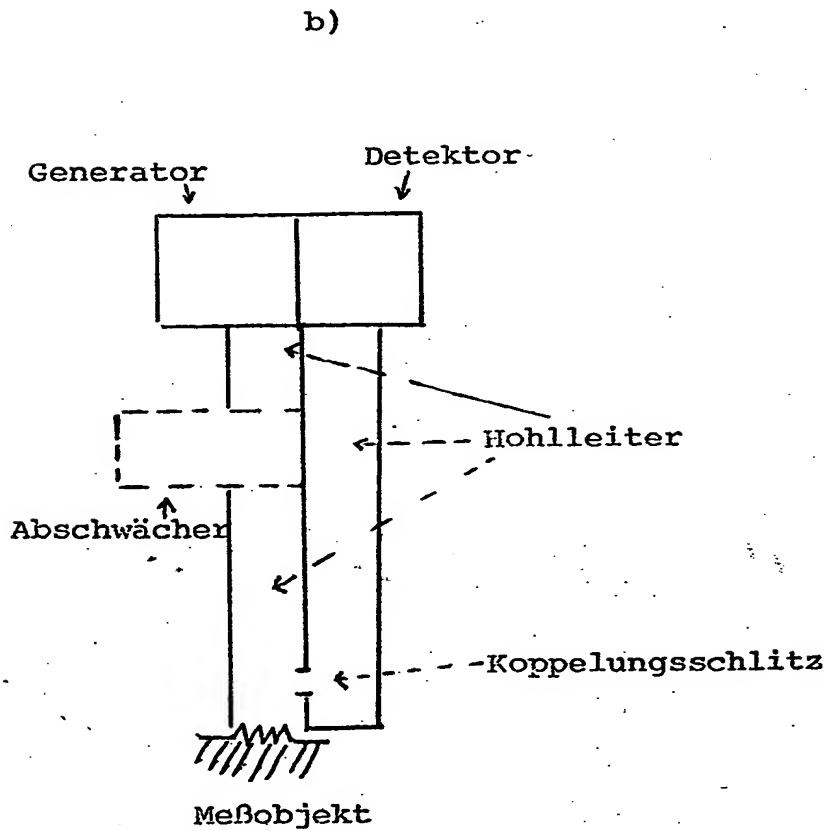 b)
Generator
Detektor
Hohlleiter
Abschwächer
Koppelungsschlitz
Meßobjekt